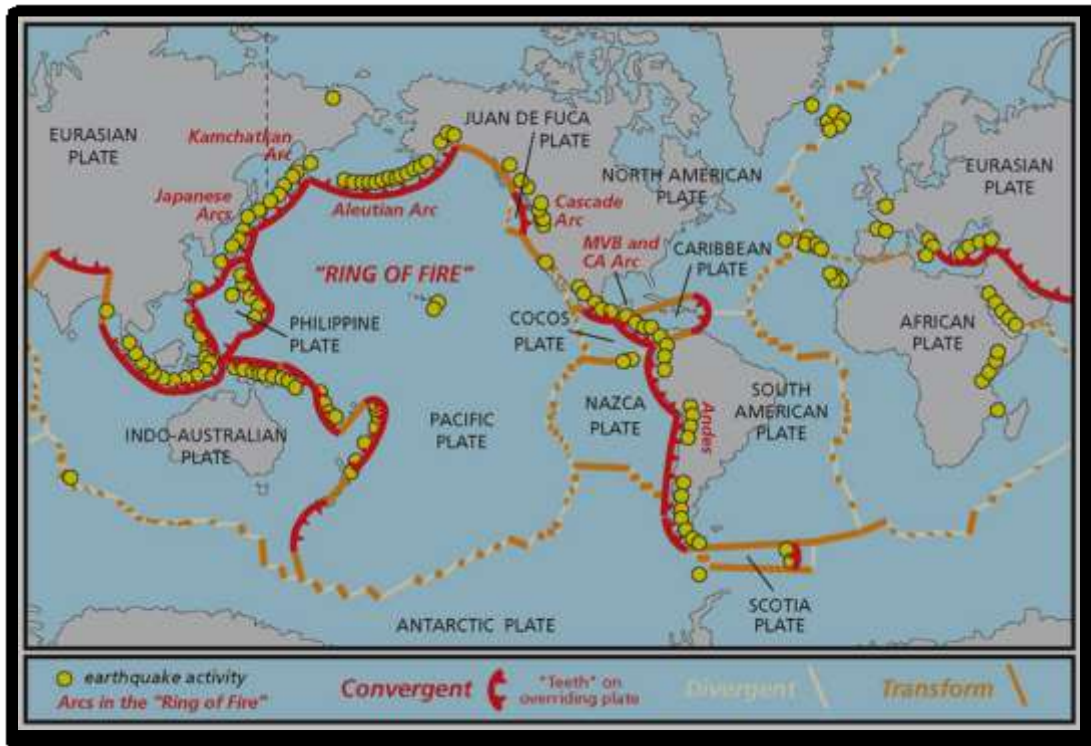 EURASIAN
PLATE
Kamchatkan
Arc
Japanese
Arcs
Aleutian Arc
JUAN DE FUCA
PLATE
NORTH AMERICAN
PLATE
EURASIAN
PLATE
Cascade
Arc
MVB and
CA Arc
CARIBBEAN
PLATE
"RING OF FIRE"
PHILIPPINE
PLATE
COCOS
PLATE
AFRICAN
PLATE
INDO-AUSTRALIAN
PLATE
PACIFIC
PLATE
NAZCA
PLATE
Andes
SOUTH
AMERICAN
PLATE
ANTARCTIC PLATE
SCOTIA
PLATE
earthquake activity
Arcs in the "Ring of Fire"
Convergent
"Teeth" on
overriding plate
Divergent
Transform